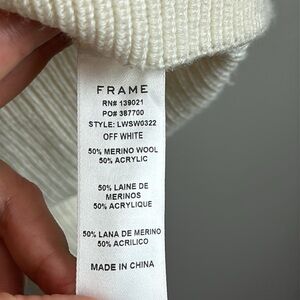 FRAME
RN# 139021
PO# 387700
STYLE: LWSW0322
OFF WHITE
50% MERINO WOOL
50% ACRYLIC
50% LAINE DE
MERINOS
50% ACRYLIQUE
50% LANA DE MERINO
50% ACRILICO
MADE IN CHINA